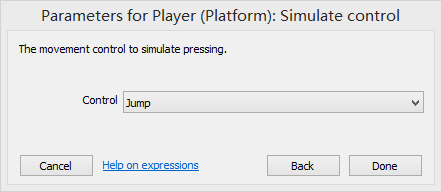 Parameters for Player (Platform): Simulate control
The movement control to simulate pressing.
Control Jump
Cancel Help on expressions Back Done